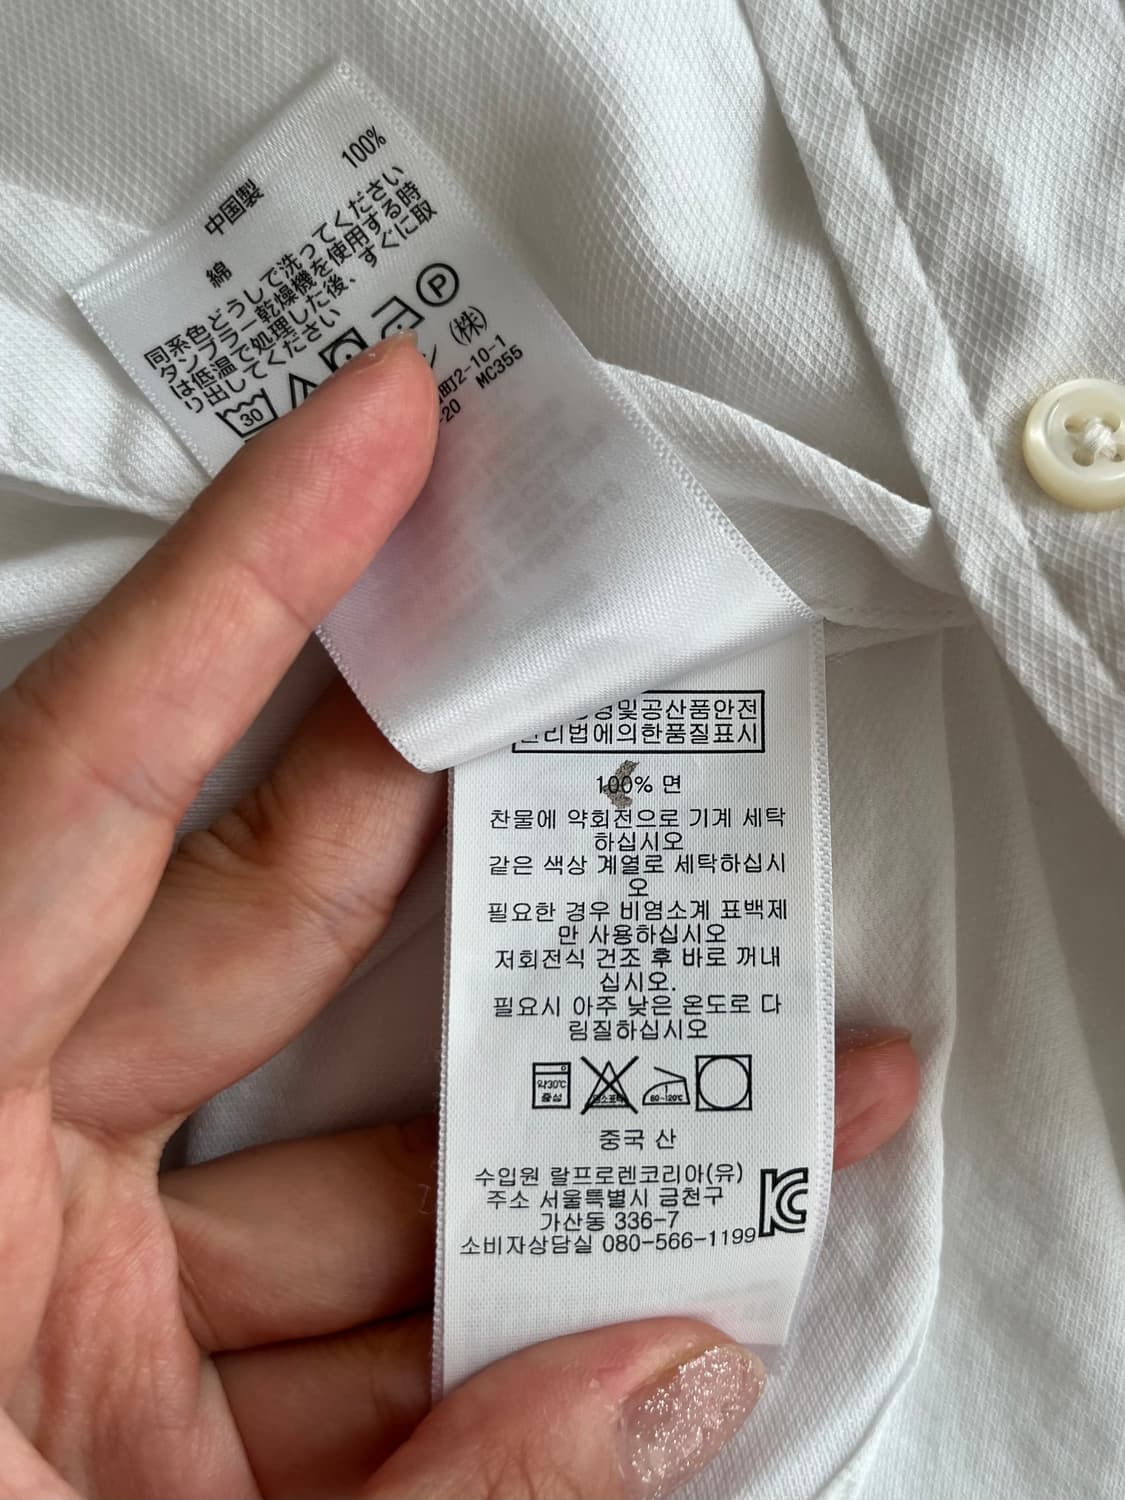 中国製
綿 100%
同系色どうしで洗ってください
タンブラー乾燥機を使用する時
は低温で処理した後、すぐに取
り出してください
30 P
(株)
町2-10-1
-20 MC355
및공산품안전
리법에의한품질표시
100% 면
찬물에 약회전으로 기계 세탁
하십시오
같은 색상 계열로 세탁하십시
오
필요한 경우 비염소계 표백제
만 사용하십시오
저회전식 건조 후 바로 꺼내
십시오.
필요시 아주 낮은 온도로 다
림질하십시오
약30℃
중성
80~120℃
중국 산
수입원 랄프로렌코리아(유)
주소 서울특별시 금천구
가산동 336-7
소비자상담실 080-566-1199